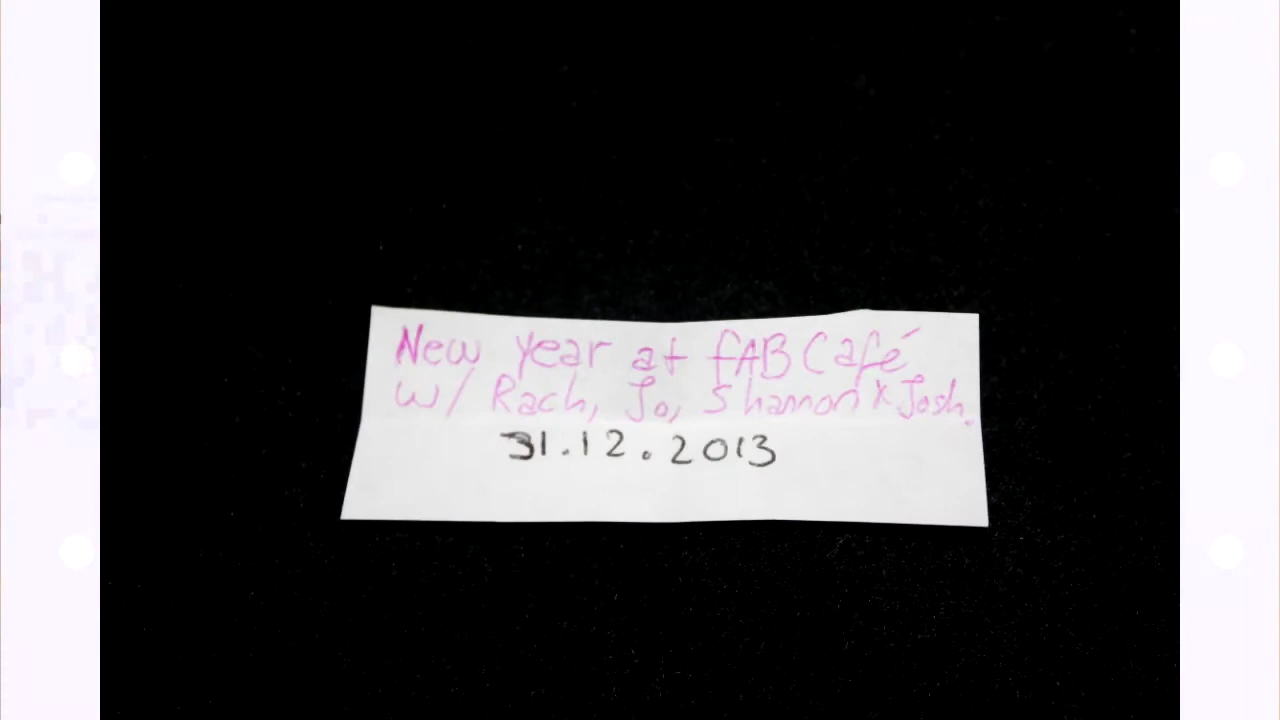 New year at fAB Café
w/ Rach, Jo, Shannon x Josh.
31.12.2013